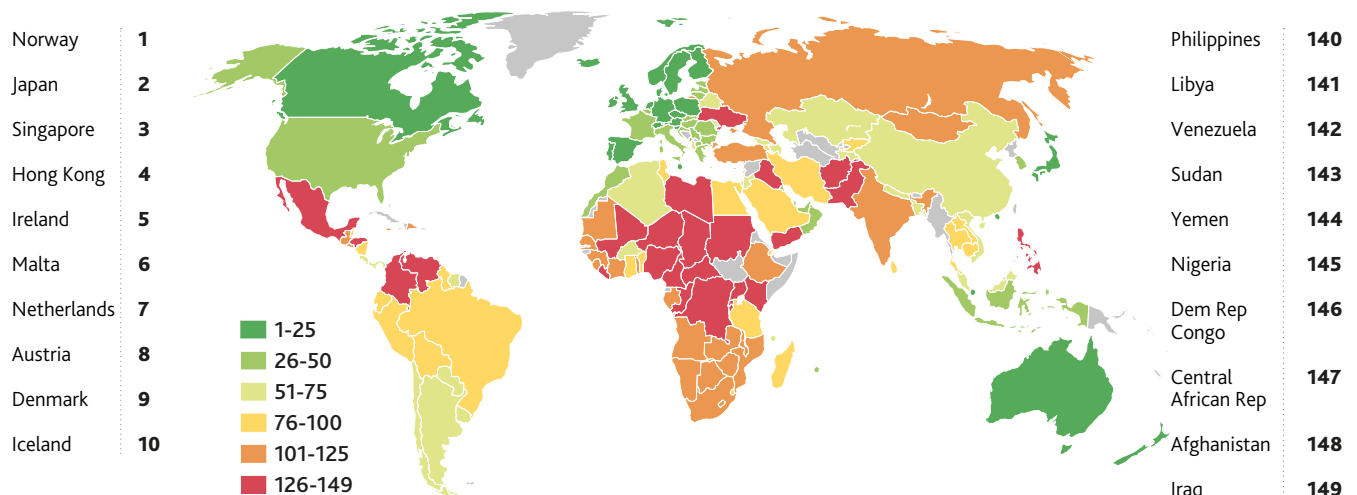 Norway 1
Japan 2
Singapore 3
Hong Kong 4
Ireland 5
Malta 6
Netherlands 7
Austria 8
Denmark 9
Iceland 10
1-25
26-50
51-75
76-100
101-125
126-149
Philippines 140
Libya 141
Venezuela 142
Sudan 143
Yemen 144
Nigeria 145
Dem Rep 146
Congo
Central 147
African Rep
Afghanistan 148
Iraq 149